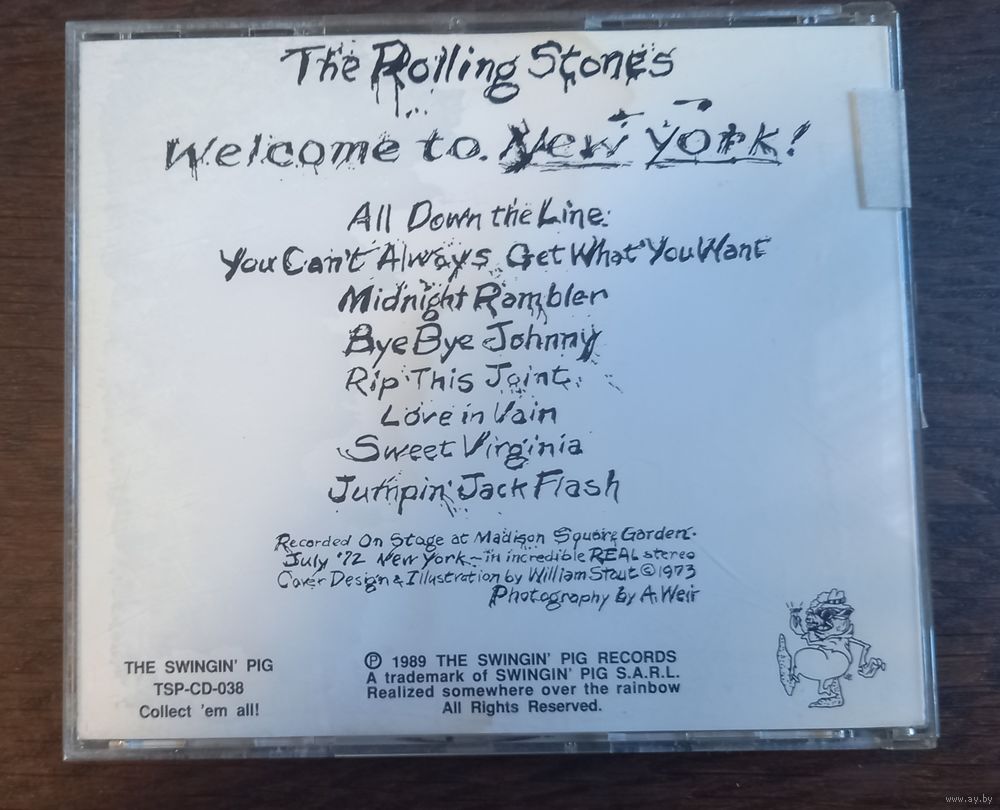 The Rolling Stones
Welcome to New York!
All Down the Line
You Can't Always Get What You Want
Midnight Rambler
Bye Bye Johnny
Rip This Joint
Love in Vain
Sweet Virginia
Jumpin' Jack Flash
Recorded On Stage at Madison Square Garden
July '72 New York - in incredible REAL stereo
Cover Design & Illustration by William Stout © 1973
Photography by A. Weir
THE SWINGIN' PIG
TSP-CD-038
Collect 'em all!
℗ 1989 THE SWINGIN' PIG RECORDS
A trademark of SWINGIN' PIG S.A.R.L.
Realized somewhere over the rainbow
All Rights Reserved.
www.ay.by